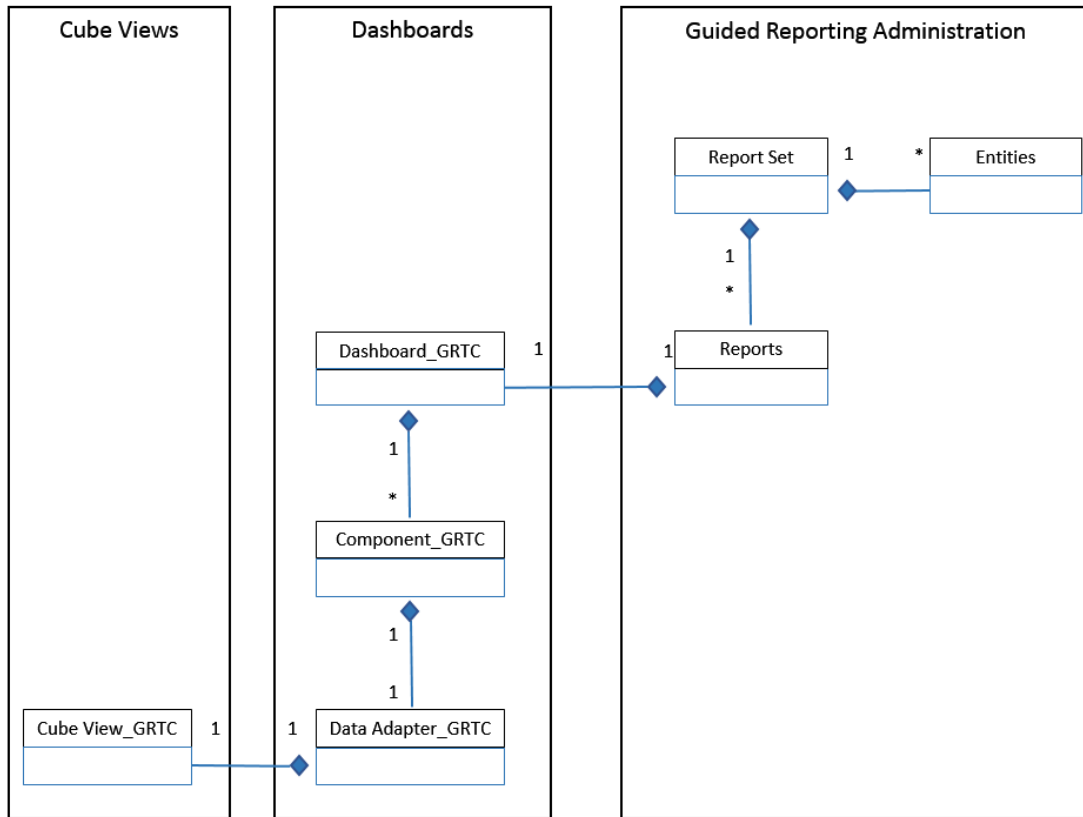 Cube Views
Dashboards
Guided Reporting Administration
Report Set
1
*
Entities
1
*
Dashboard_GRTC
1
1
Reports
1
*
Component_GRTC
1
1
Cube View_GRTC
1
1
Data Adapter_GRTC